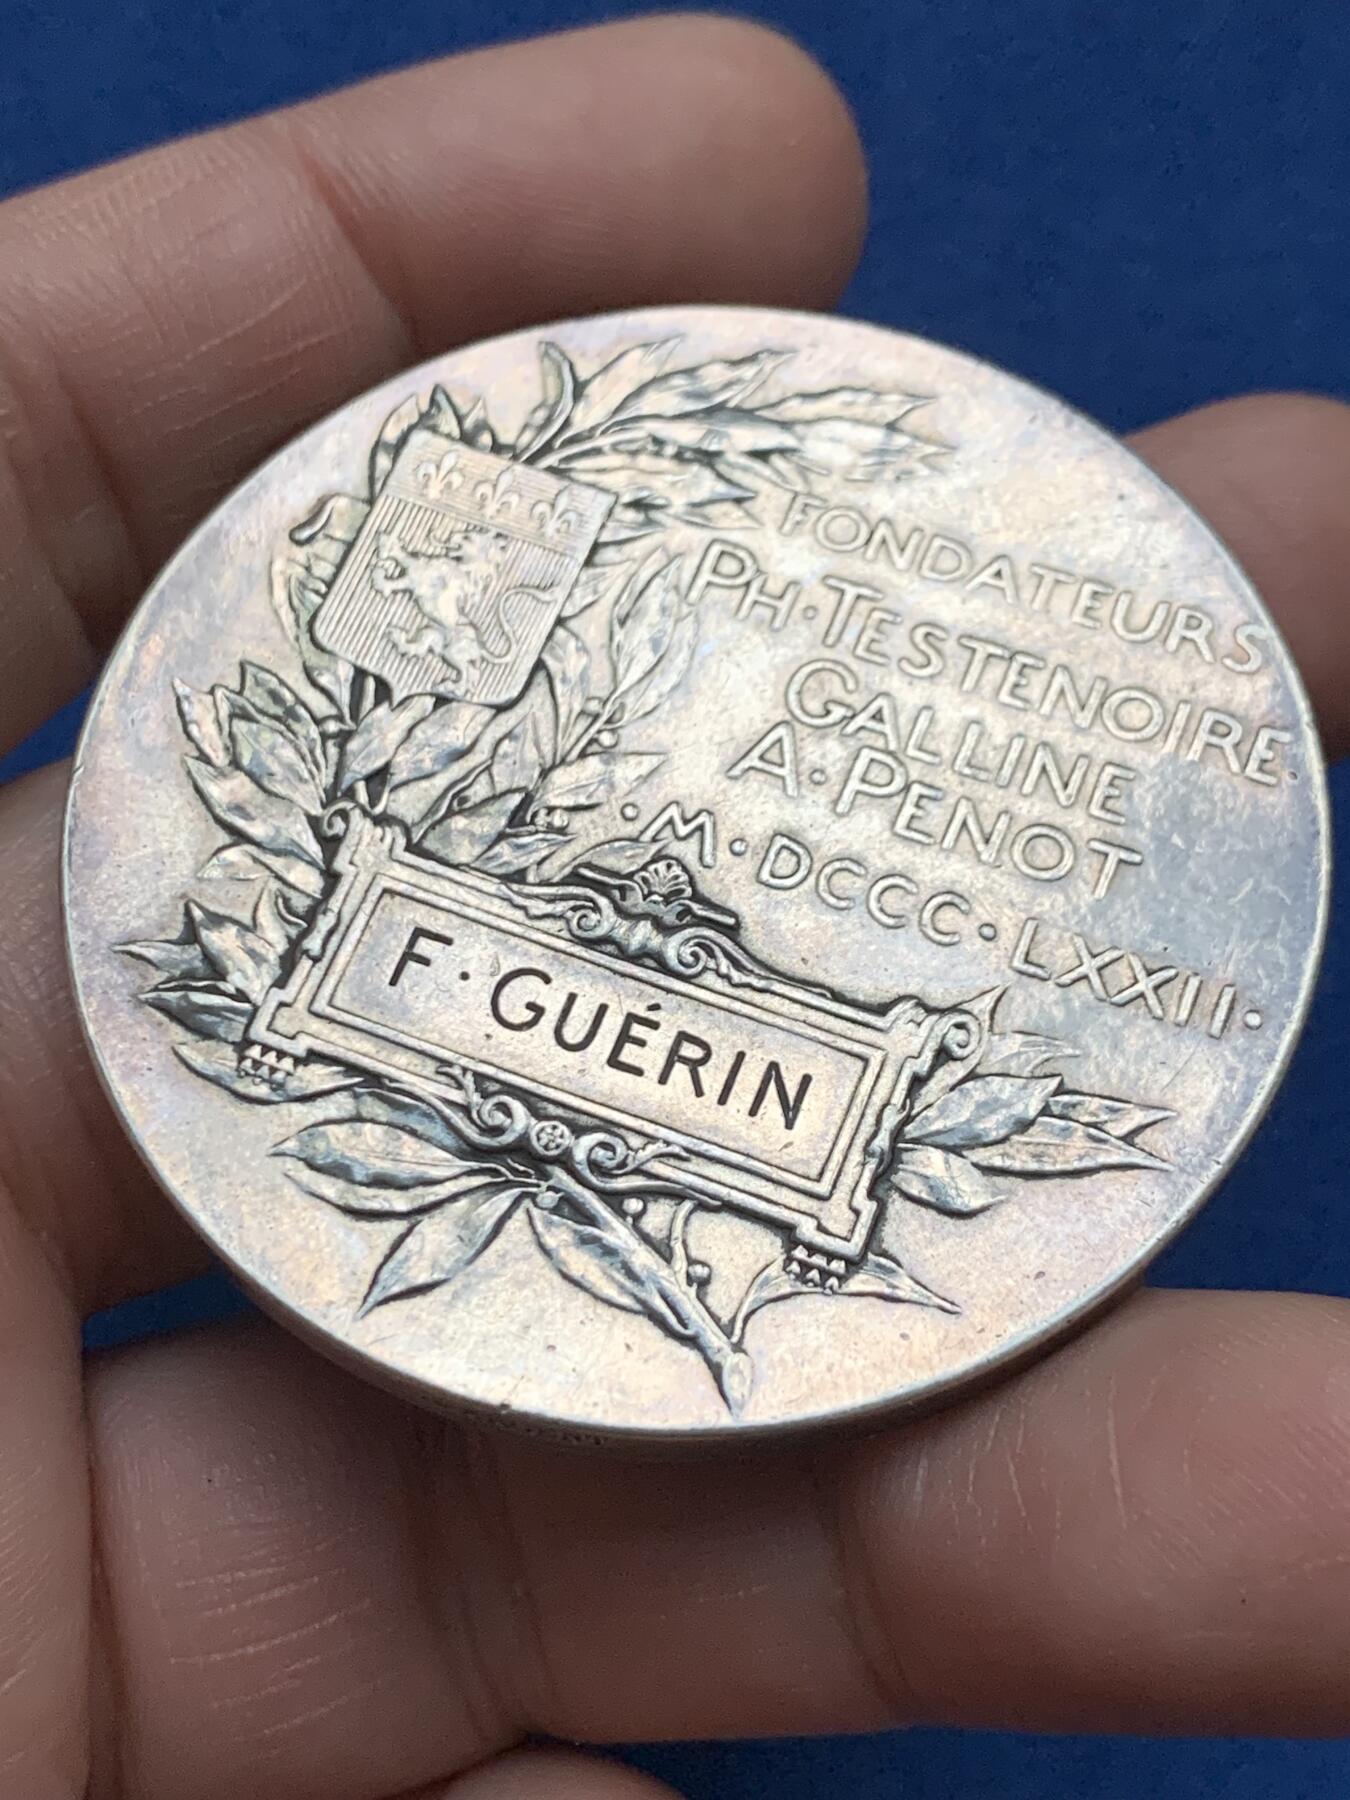 FONDATEURS
PH·TESTENOIRE·
GALLINE
A·PENOT
·M·DCCC·LXXII·
F·GUÉRIN